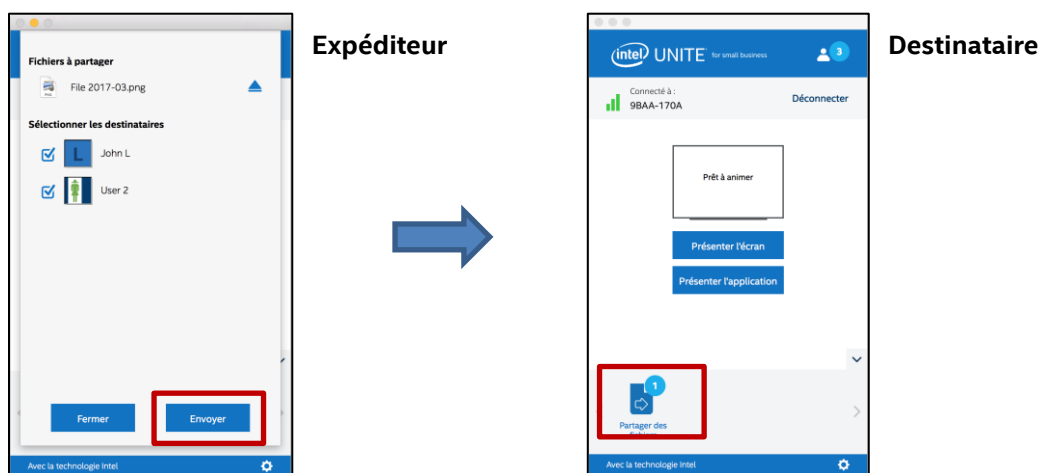 Expéditeur
Fichiers à partager
File 2017-03.png
Sélectionner les destinataires
L John L
User 2
Fermer Envoyer
Avec la technologie Intel
Destinataire
intel UNITE for small business 3
Connecté à :
9BAA-170A
Déconnecter
Prêt à animer
Présenter l'écran
Présenter l'application
1
Partager des
Avec la technologie Intel